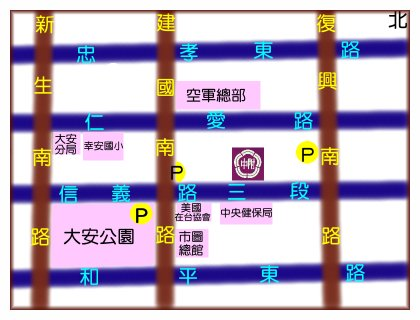 北
新生南路
建國南路
復興南路
忠孝東路
空軍總部
仁愛路
大安
分局
幸安國小
中附
P
P
信義路三段
P
美國
在台協會
中央健保局
大安公園
市圖
總館
和平東路